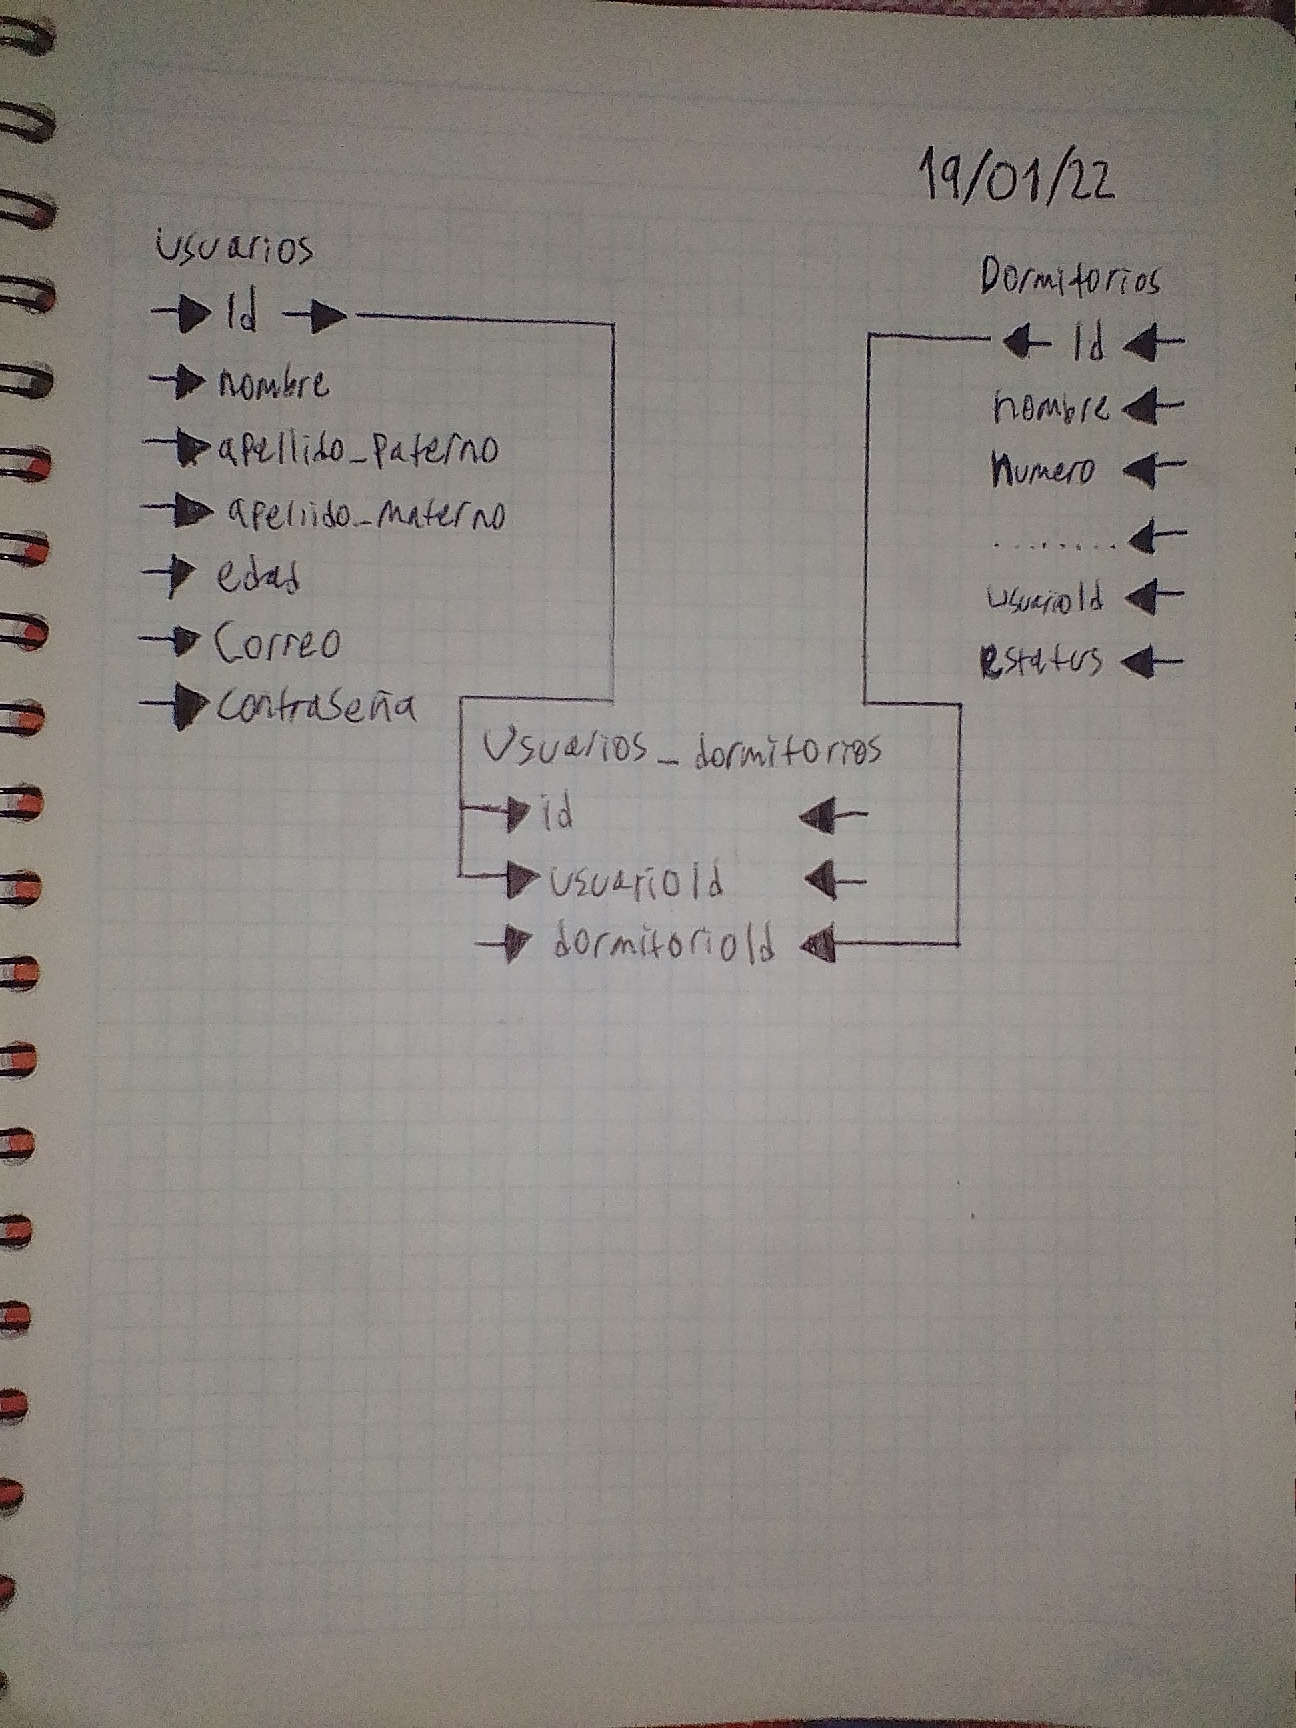 19/01/22
Usuarios
Id
nombre
apellido_paterno
apellido_materno
edad
Correo
contraseña
Dormitorios
Id
nombre
Numero
........
usuarioId
estatus
Usuarios_dormitorios
id
usuarioId
dormitorioId